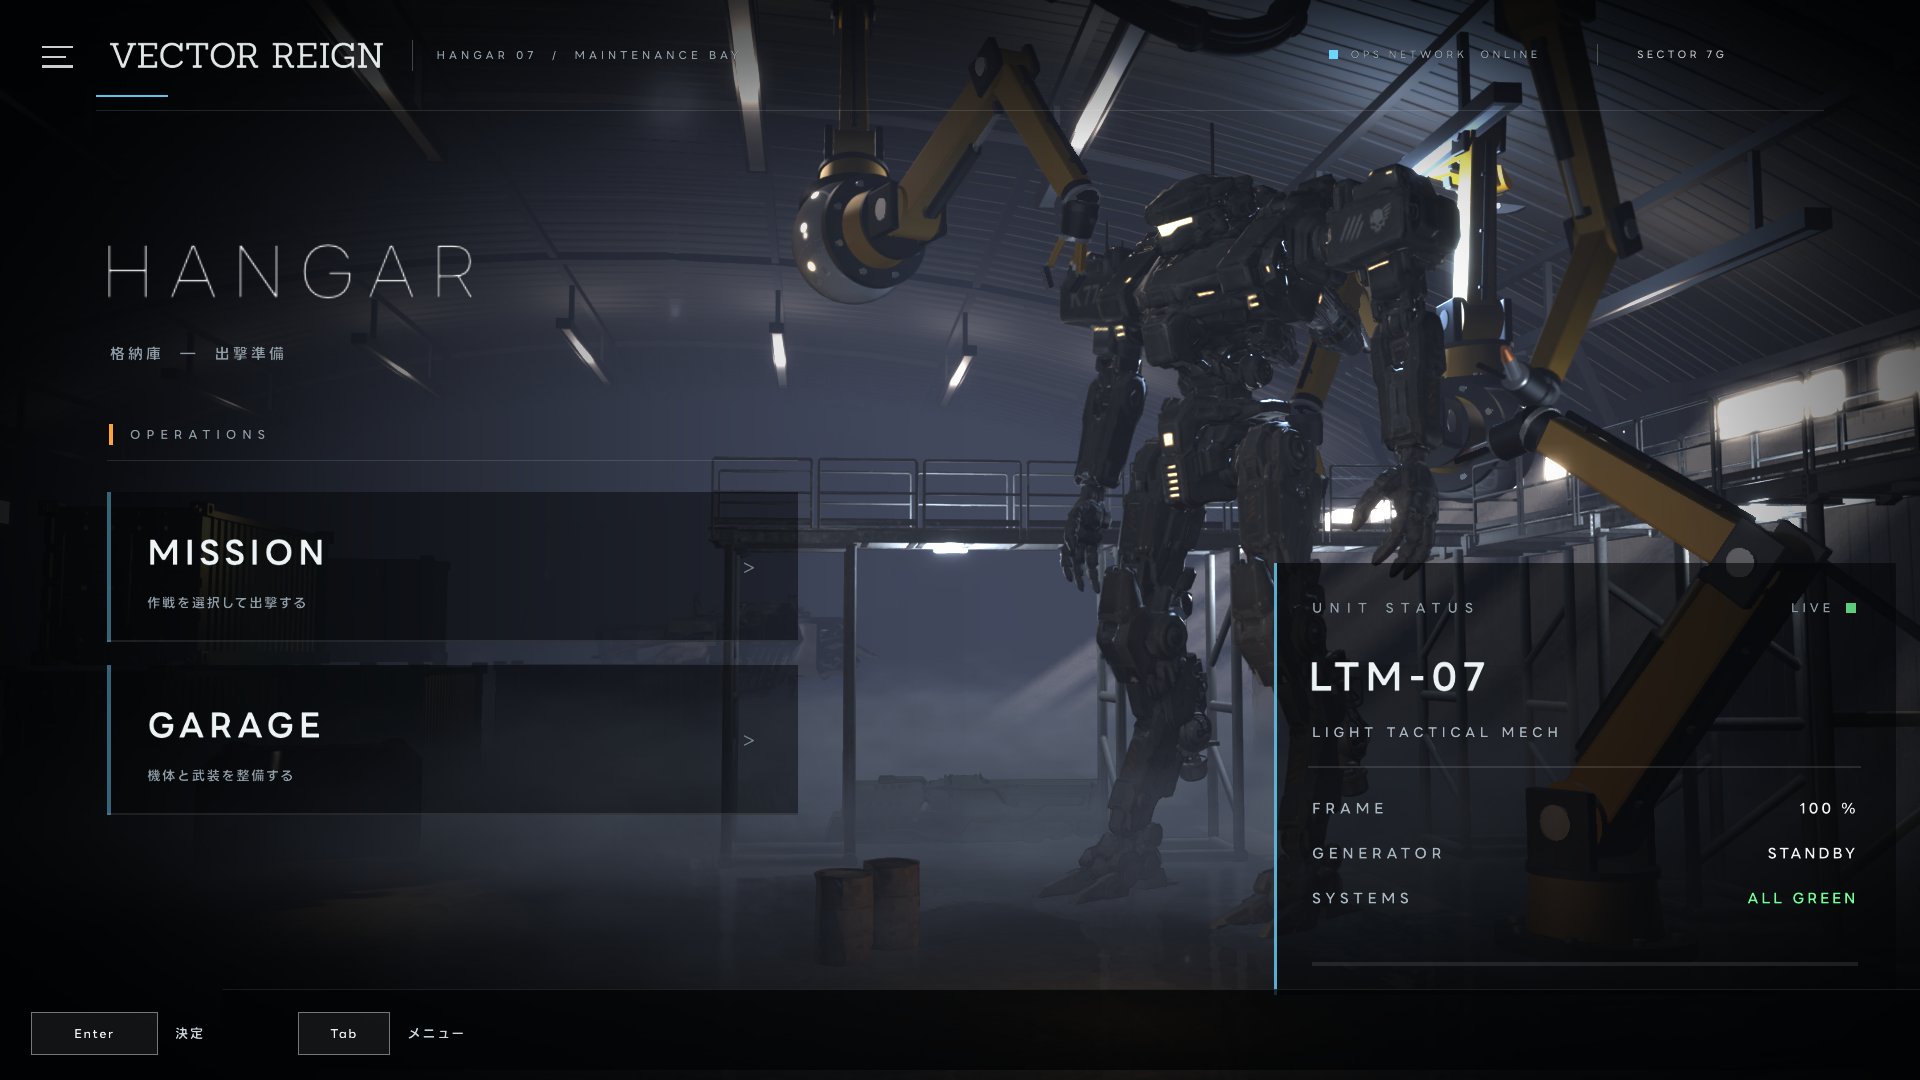 VECTOR REIGN
HANGAR 07 / MAINTENANCE BAY
OPS NETWORK ONLINE
SECTOR 7G
HANGAR
格納庫 — 出撃準備
OPERATIONS
MISSION
作戦を選択して出撃する
>
GARAGE
機体と武装を整備する
>
UNIT STATUS
LIVE
LTM-07
LIGHT TACTICAL MECH
FRAME 100 %
GENERATOR STANDBY
SYSTEMS ALL GREEN
Enter 決定
Tab メニュー